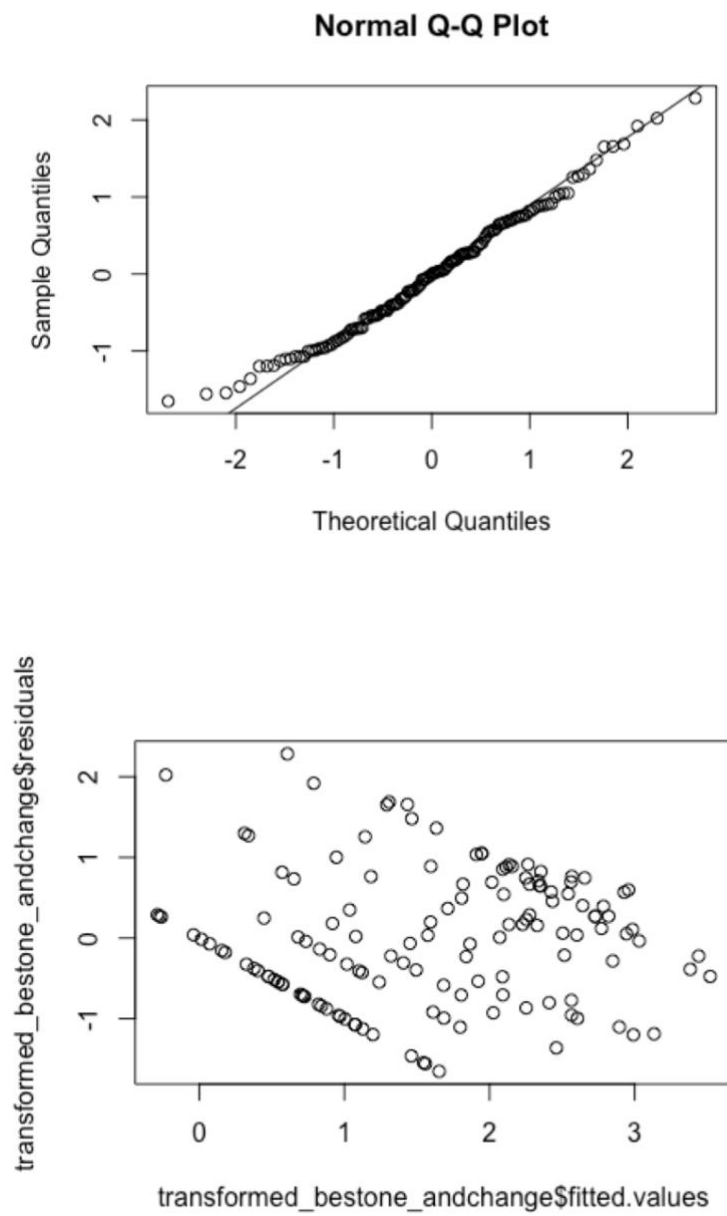 Normal Q-Q Plot
Sample Quantiles
2
1
0
-1
-2 -1 0 1 2
Theoretical Quantiles
transformed_bestone_andchange$residuals
2
1
0
-1
0 1 2 3
transformed_bestone_andchange$fitted.values